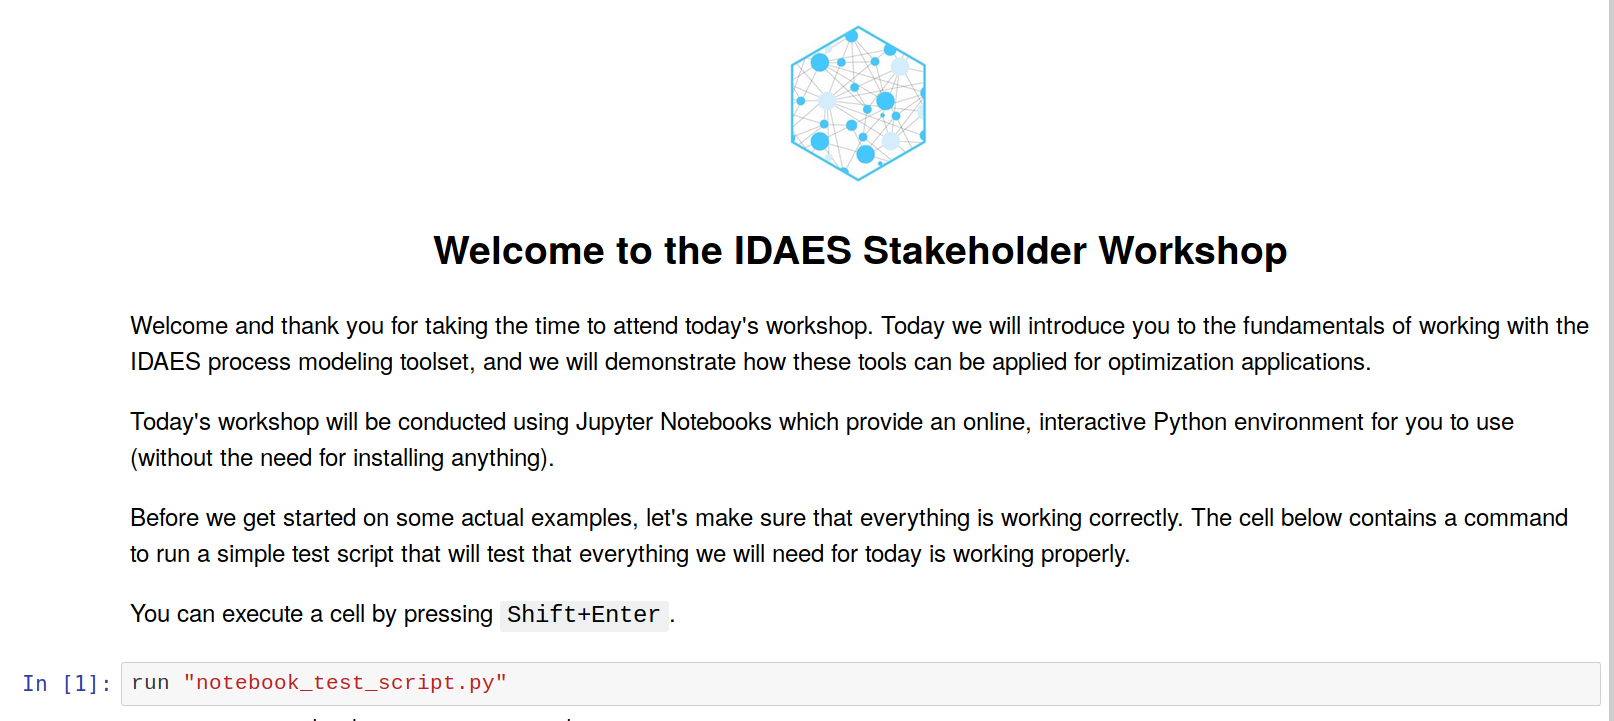 Welcome to the IDAES Stakeholder Workshop
Welcome and thank you for taking the time to attend today's workshop. Today we will introduce you to the fundamentals of working with the
IDAES process modeling toolset, and we will demonstrate how these tools can be applied for optimization applications.
Today's workshop will be conducted using Jupyter Notebooks which provide an online, interactive Python environment for you to use
(without the need for installing anything).
Before we get started on some actual examples, let's make sure that everything is working correctly. The cell below contains a command
to run a simple test script that will test that everything we will need for today is working properly.
You can execute a cell by pressing Shift+Enter.
In [1]: run "notebook_test_script.py"